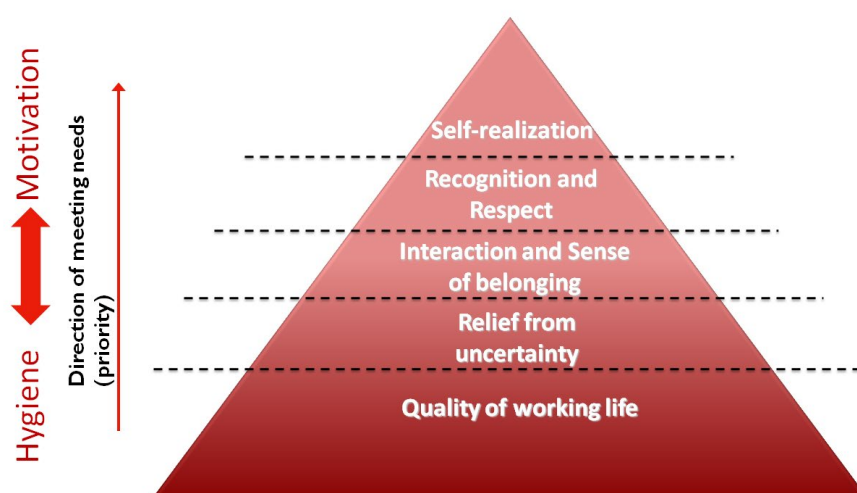 Motivation
Hygiene
Direction of meeting needs
(priority)
Self-realization
Recognition and
Respect
Interaction and Sense
of belonging
Relief from
uncertainty
Quality of working life